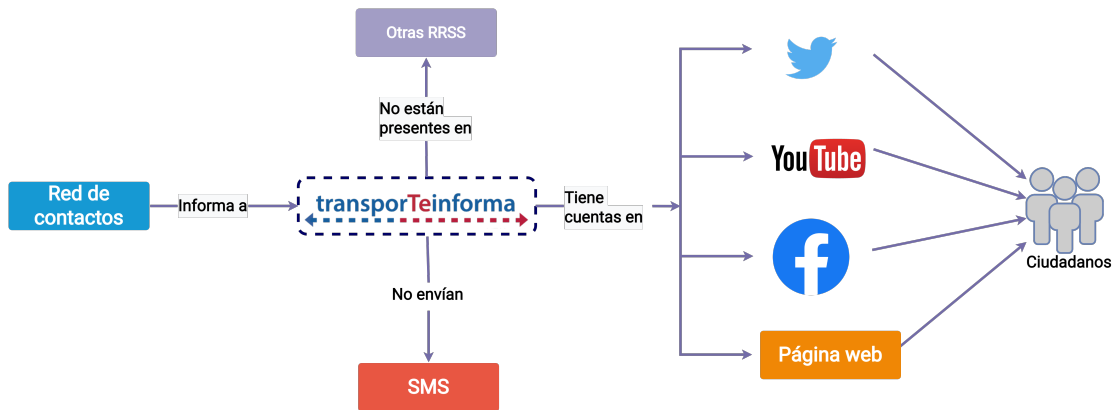 Otras RRSS
No están
presentes en
Red de
contactos
Informa a
transporTeinforma
Tiene
cuentas en
YouTube
Ciudadanos
No envían
Página web
SMS